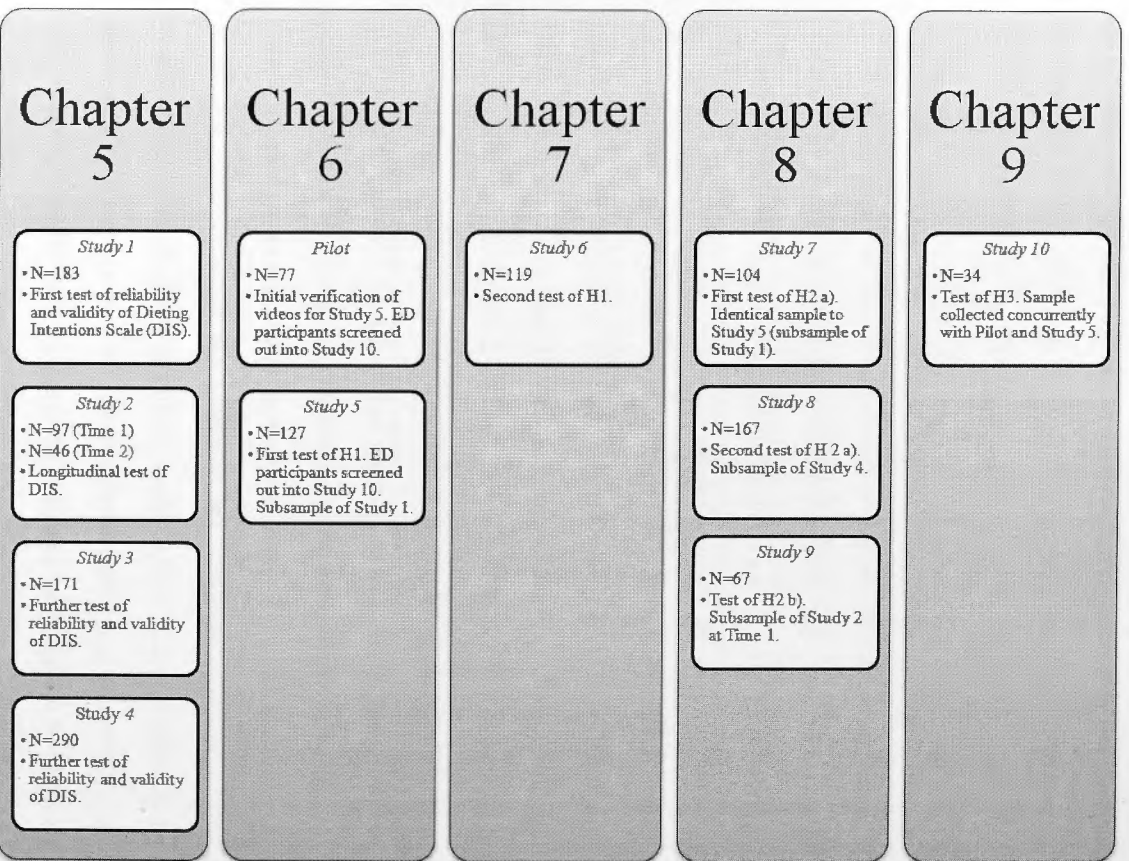 Chapter
5
Study 1
•N=183
•First test of reliability
and validity of Dieting
Intentions Scale (DIS).
Study 2
•N=97 (Time 1)
•N=46 (Time 2)
•Longitudinal test of
DIS.
Study 3
•N=171
•Further test of
reliability and validity
of DIS.
Study 4
•N=290
•Further test of
reliability and validity
of DIS.
Chapter
6
Pilot
•N=77
•Initial verification of
videos for Study 5. ED
participants screened
out into Study 10.
Study 5
•N=127
•First test of H1. ED
participants screened
out into Study 10.
Subsample of Study 1.
Chapter
7
Study 6
•N=119
•Second test of H1.
Chapter
8
Study 7
•N=104
•First test of H2 a).
Identical sample to
Study 5 (subsample of
Study 1).
Study 8
•N=167
•Second test of H 2 a).
Subsample of Study 4.
Study 9
•N=67
•Test of H2 b).
Subsample of Study 2
at Time 1.
Chapter
9
Study 10
•N=34
•Test of H3. Sample
collected concurrently
with Pilot and Study 5.